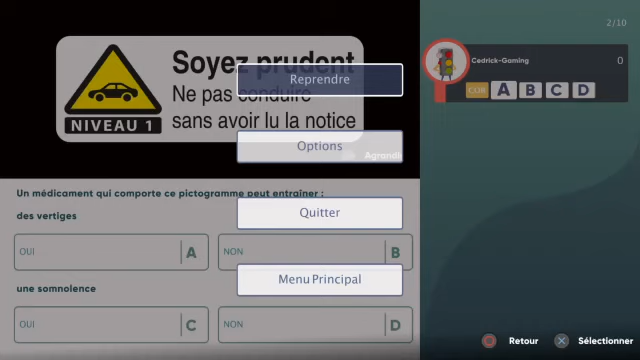 2/10
Soyez prudent
Ne pas conduire
sans avoir lu la notice
NIVEAU 1
Reprendre
Options
Agrandi
Quitter
Menu Principal
Cedrick-Gaming
0
CLIR A B C D
Un médicament qui comporte ce pictogramme peut entraîner :
des vertiges
OUI A
NON B
une somnolence
OUI C
NON D
Retour
Sélectionner